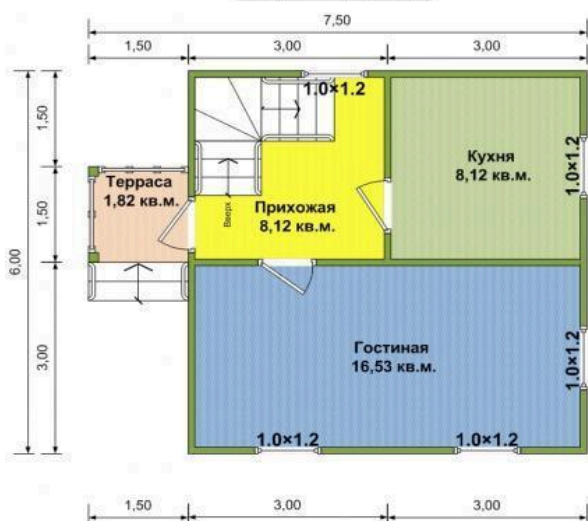 7,50
1,50
3,00
3,00
1,50
1,50
3,00
6,00
1.0×1.2
Кухня
8,12 кв.м.
1.0×1.2
Терраса
1,82 кв.м.
Вверх
Прихожая
8,12 кв.м.
Гостиная
16,53 кв.м.
1.0×1.2
1.0×1.2
1.0×1.2
1,50
3,00
3,00